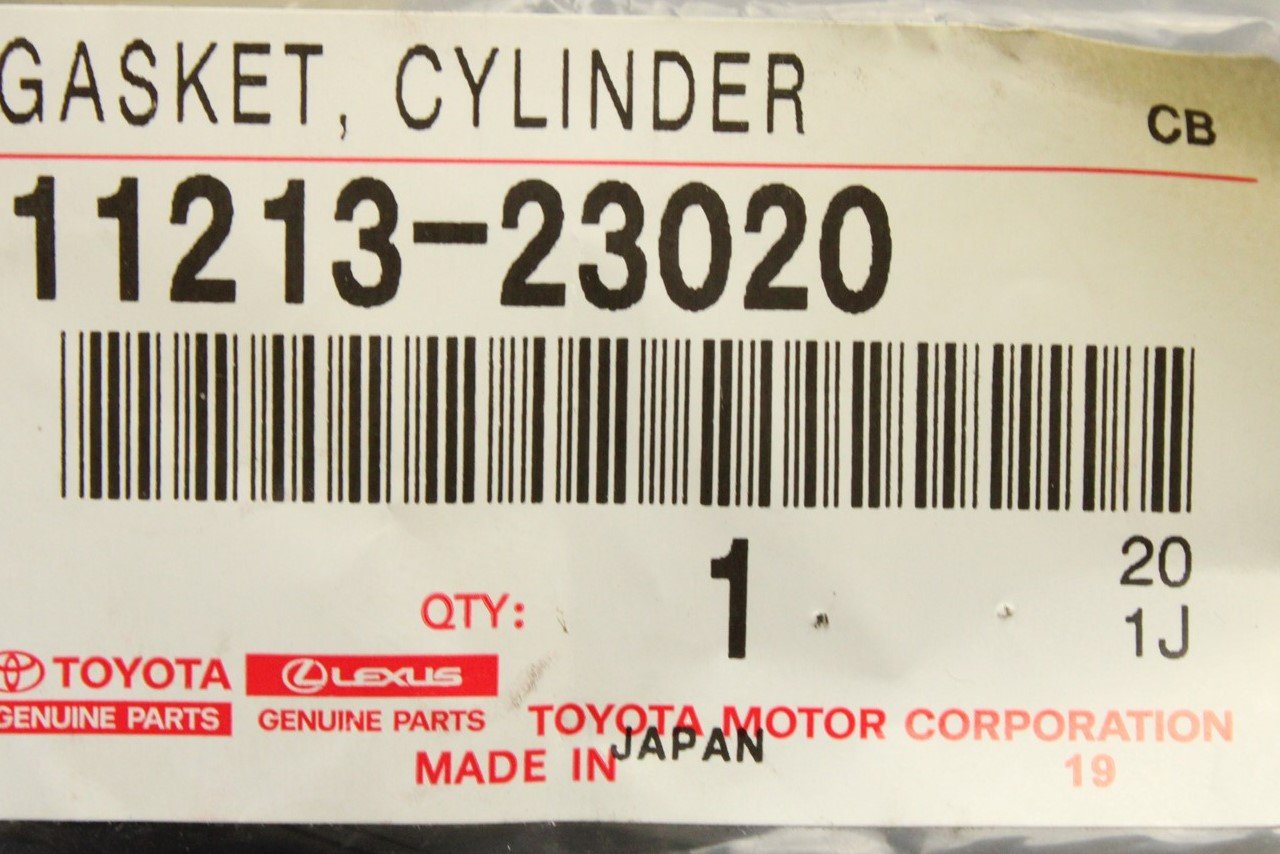 GASKET, CYLINDER
CB
11213-23020
QTY: 1
20
1J
TOYOTA LEXUS
GENUINE PARTS GENUINE PARTS
TOYOTA MOTOR CORPORATION
MADE IN JAPAN
19